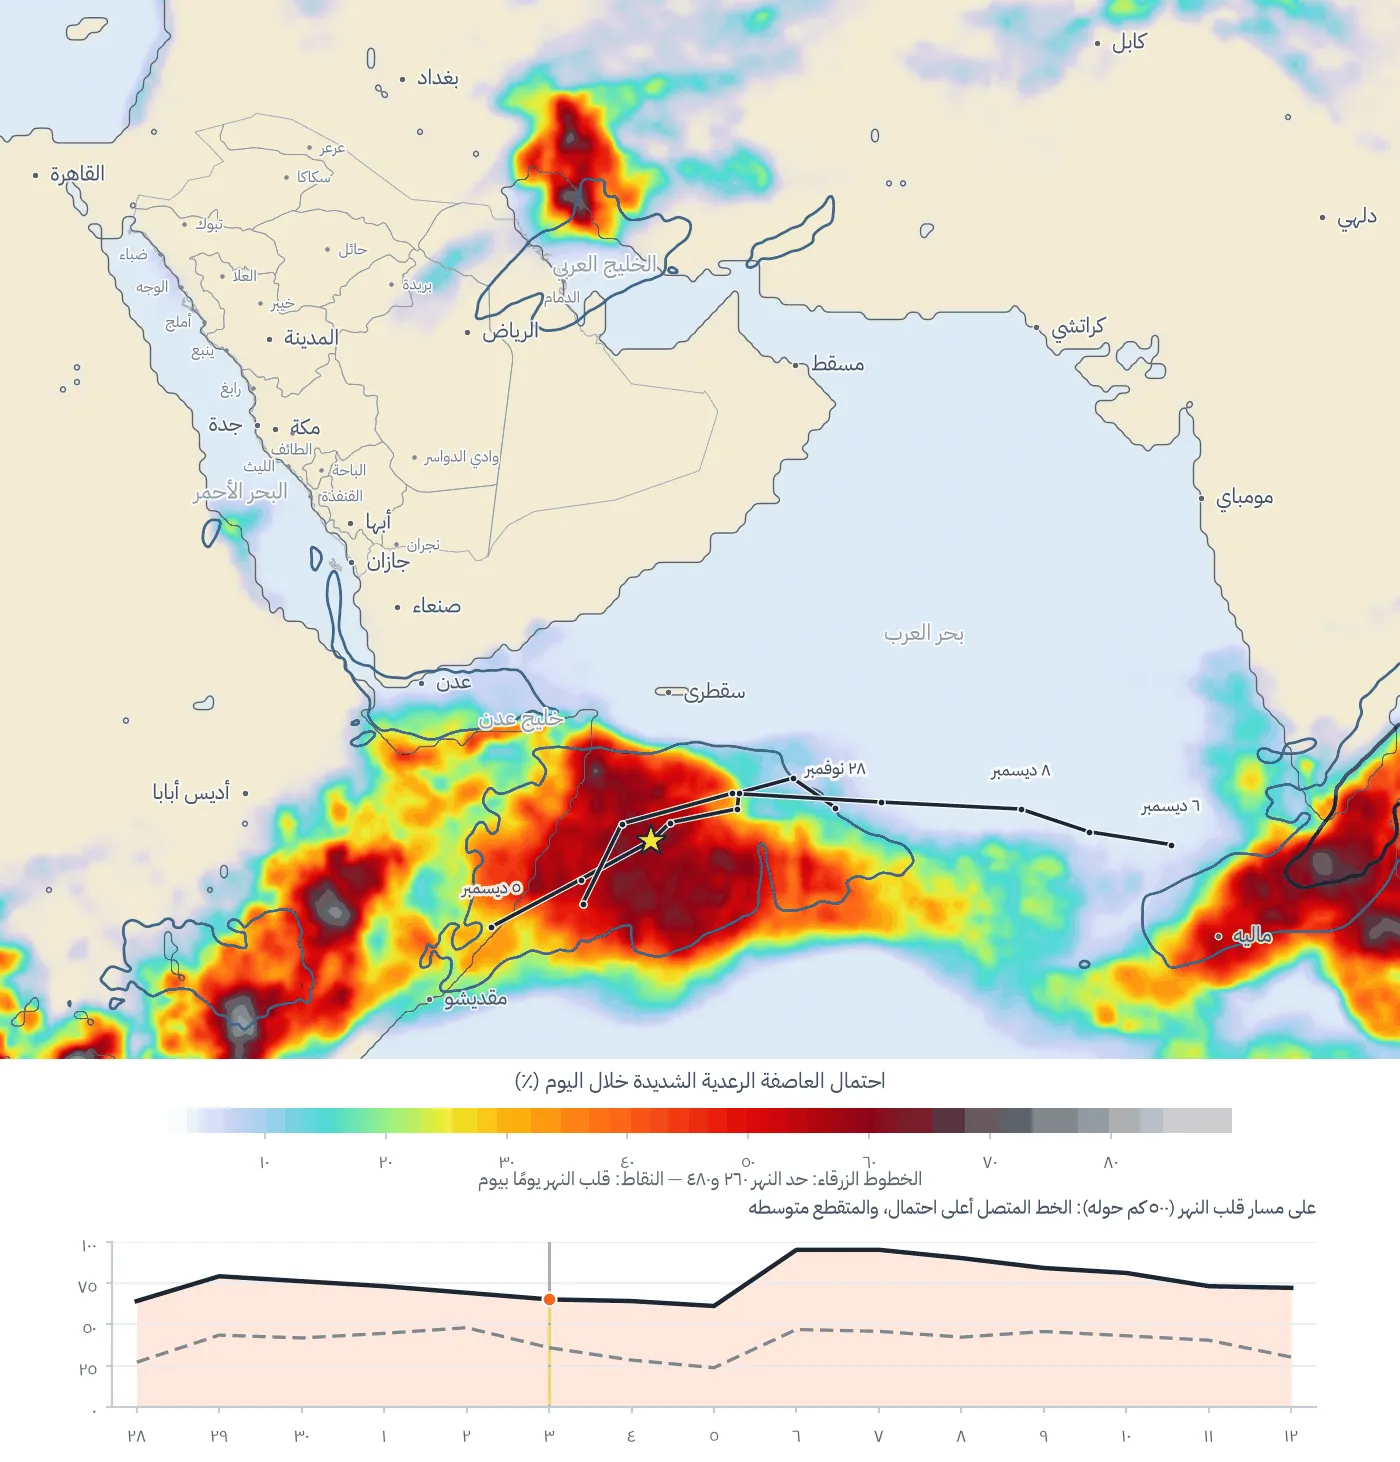 كابل
بغداد
عرعر
القاهرة
سكاكا
دلهي
تبوك
حائل
ضباء
الخليج العربي
العلا
بريدة
الوجه
الدمام
خيبر
أملج
كراتشي
الرياض
المدينة
ينبع
مسقط
رابغ
جدة
مكة
الطائف
وادي الدواسر
الليث
الباحة
البحر الأحمر
القنفذة
مومباي
أبها
نجران
جازان
صنعاء
بحر العرب
عدن
سقطرى
خليج عدن
٢٨ نوفمبر
٨ ديسمبر
أديس أبابا
٦ ديسمبر
٥ ديسمبر
ماليه
مقديشو
احتمال العاصفة الرعدية الشديدة خلال اليوم (٪)
١٠ ٢٠ ٣٠ ٤٠ ٥٠ ٦٠ ٧٠ ٨٠
الخطوط الزرقاء: حد النهر ٢٦٠ و٤٨٠ — النقاط: قلب النهر يومًا بيوم
على مسار قلب النهر (٥٠٠ كم حوله): الخط المتصل أعلى احتمال، والمتقطع متوسطه
١٠٠
٧٥
٥٠
٢٥
٠
٢٨ ٢٩ ٣٠ ١ ٢ ٣ ٤ ٥ ٦ ٧ ٨ ٩ ١٠ ١١ ١٢